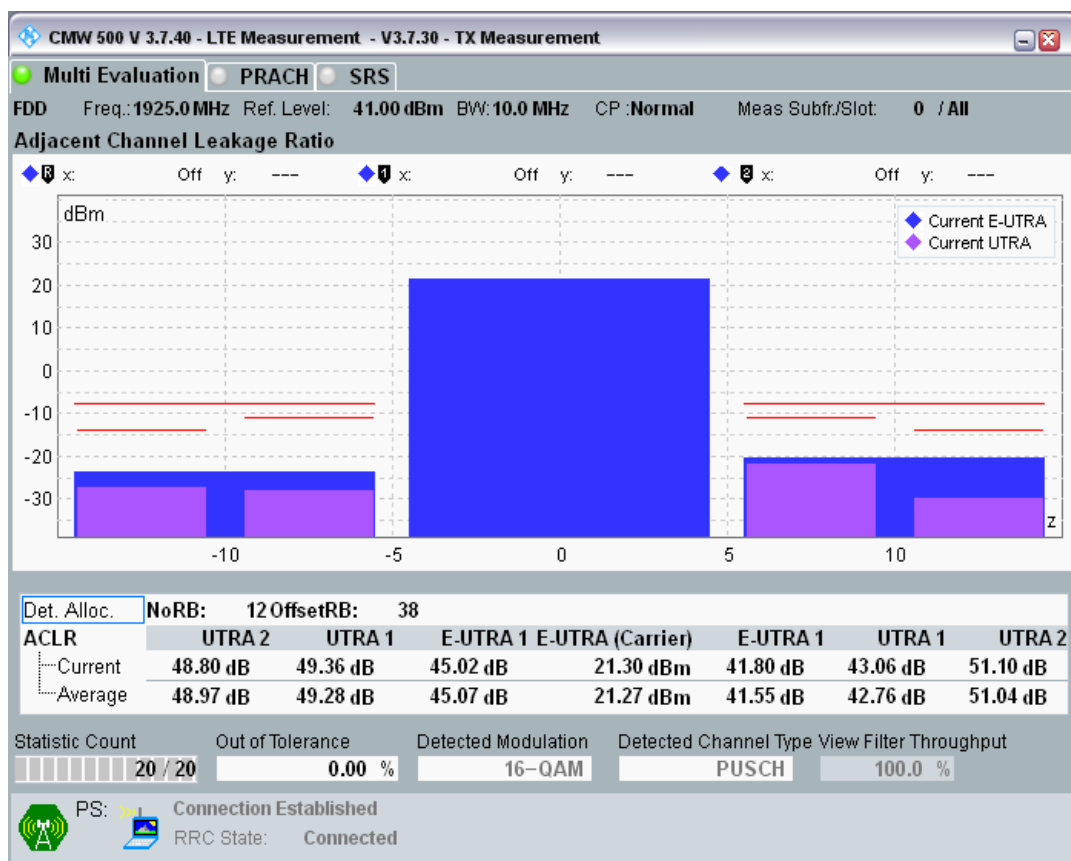 CMW 500 V 3.7.40 - LTE Measurement - V3.7.30 - TX Measurement
Multi Evaluation PRACH SRS
FDD Freq.: 1925.0 MHz Ref. Level: 41.00 dBm BW: 10.0 MHz CP :Normal Meas Subfr./Slot: 0 / All
Adjacent Channel Leakage Ratio
R x: Off y: --- 1 x: Off y: --- 2 x: Off y: ---
dBm
Current E-UTRA
Current UTRA
30
20
10
0
-10
-20
-30
z
-10 -5 0 5 10
Det. Alloc. NoRB: 12 OffsetRB: 38
ACLR UTRA 2 UTRA 1 E-UTRA 1 E-UTRA (Carrier) E-UTRA 1 UTRA 1 UTRA 2
Current 48.80 dB 49.36 dB 45.02 dB 21.30 dBm 41.80 dB 43.06 dB 51.10 dB
Average 48.97 dB 49.28 dB 45.07 dB 21.27 dBm 41.55 dB 42.76 dB 51.04 dB
Statistic Count Out of Tolerance Detected Modulation Detected Channel Type View Filter Throughput
20 / 20 0.00 % 16-QAM PUSCH 100.0 %
PS: Connection Established
RRC State: Connected